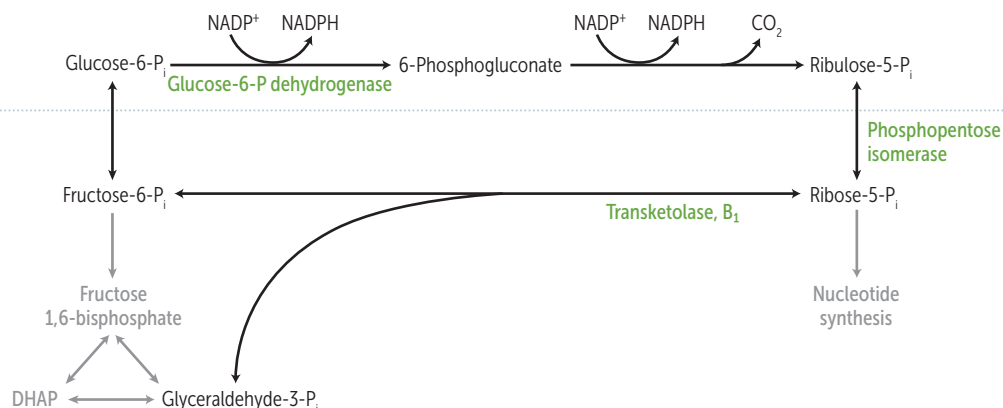 NADP⁺ NADPH NADP⁺ NADPH CO₂
Glucose-6-Pᵢ 6-Phosphogluconate Ribulose-5-Pᵢ
Glucose-6-P dehydrogenase
Phosphopentose
isomerase
Fructose-6-Pᵢ Ribose-5-Pᵢ
Transketolase, B₁
Fructose
1,6-bisphosphate
Nucleotide
synthesis
DHAP Glyceraldehyde-3-Pᵢ